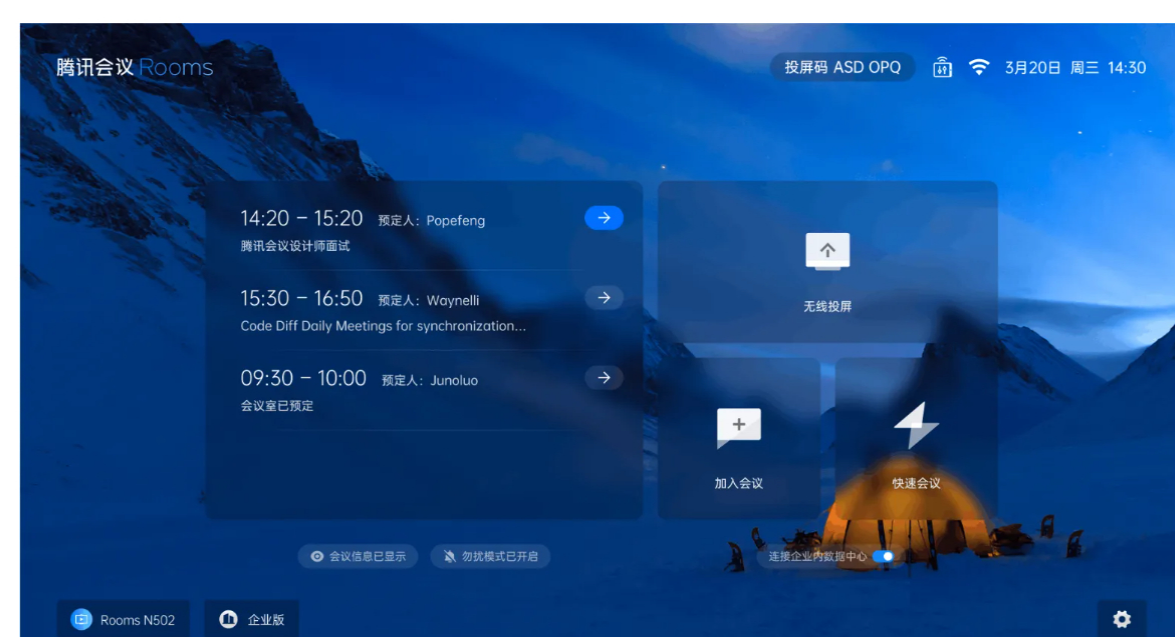 腾讯会议 Rooms
投屏码 ASD OPQ
3月20日 周三 14:30
14:20 – 15:20 预定人：Popefeng
腾讯会议设计师面试
15:30 – 16:50 预定人：Waynelli
Code Diff Daily Meetings for synchronization...
09:30 – 10:00 预定人：Junoluo
会议室已预定
无线投屏
加入会议
快速会议
会议信息已显示
勿扰模式已开启
连接企业内数据中心
Rooms N502
企业版